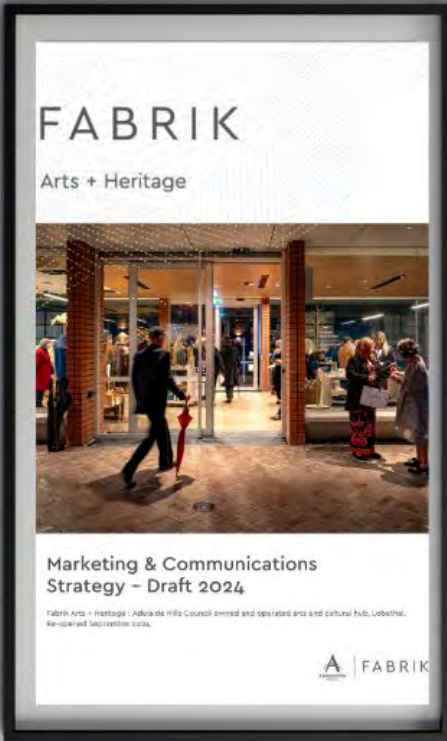 FABRIK
Arts + Heritage
Marketing & Communications
Strategy – Draft 2024
Fabrik Arts + Heritage : Adelaide Hills Council owned and operated arts and cultural hub, Lobethal.
Re-opened September 2024.
A
FABRIK